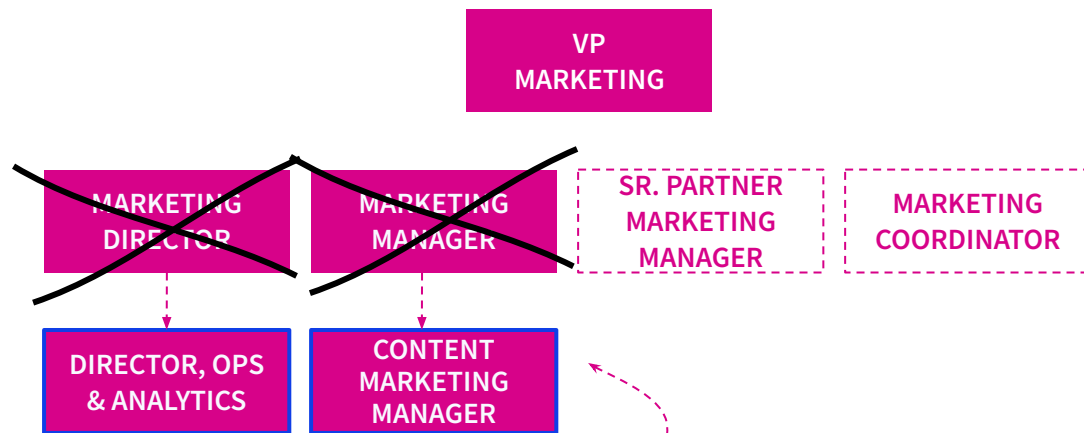 VP
MARKETING
MARKETING
DIRECTOR
MARKETING
MANAGER
SR. PARTNER
MARKETING
MANAGER
MARKETING
COORDINATOR
DIRECTOR, OPS
& ANALYTICS
CONTENT
MARKETING
MANAGER